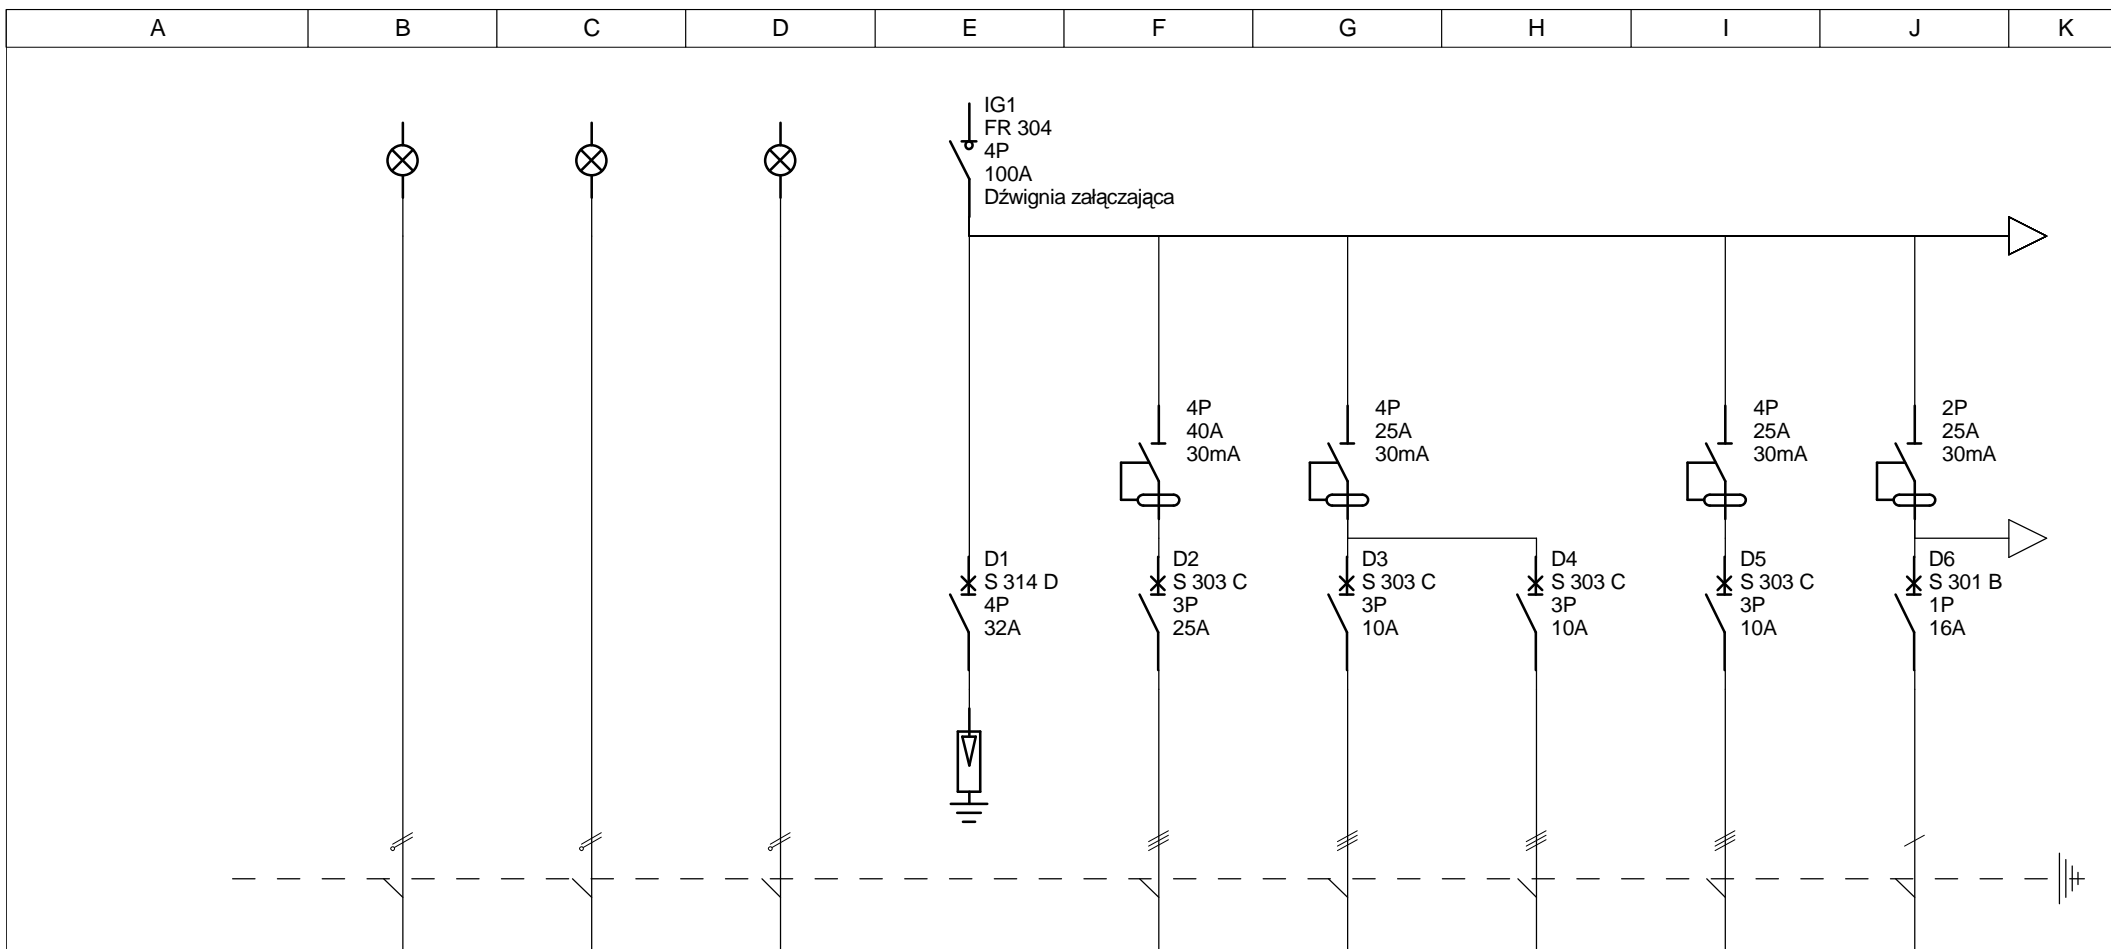 A B C D E F G H I J K
IG1
FR 304
4P
100A
Dźwignia załączająca
4P
40A
30mA
4P
25A
30mA
4P
25A
30mA
2P
25A
30mA
D1
S 314 D
4P
32A
D2
S 303 C
3P
25A
D3
S 303 C
3P
10A
D4
S 303 C
3P
10A
D5
S 303 C
3P
10A
D6
S 301 B
1P
16A